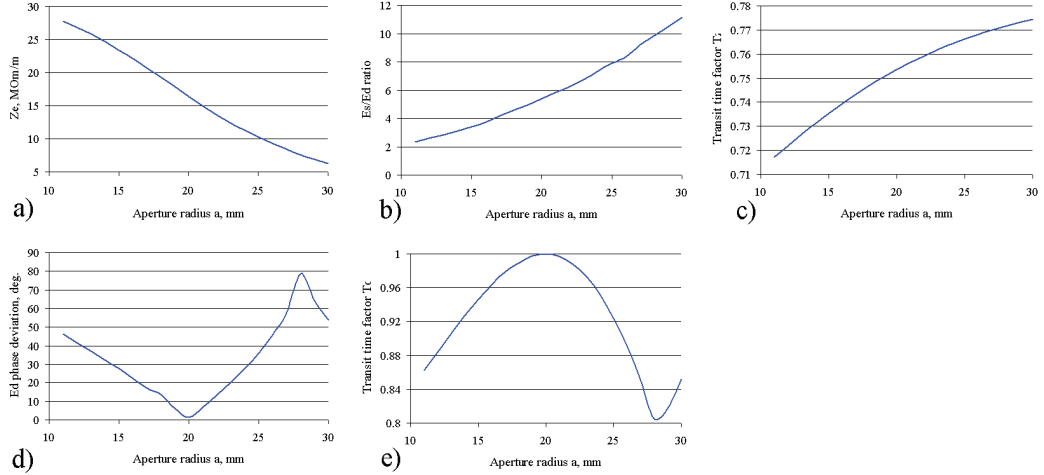 Ze, MOm/m
30
25
20
15
10
5
10 15 20 25 30
Aperture radius a, mm
a)
Es/Ed ratio
12
10
8
6
4
2
0
10 15 20 25 30
Aperture radius a, mm
b)
Transit time factor
0.78
0.77
0.76
0.75
0.74
0.73
0.72
0.71
10 15 20 25 30
Aperture radius a, mm
c)
Ed phase deviation, deg.
90
80
70
60
50
40
30
20
10
0
10 15 20 25 30
Aperture radius a, mm
d)
Transit time factor
1
0.96
0.92
0.88
0.84
0.8
10 15 20 25 30
Aperture radius a, mm
e)